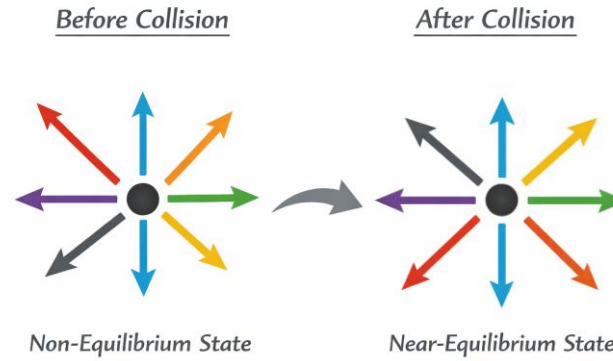 Before Collision
After Collision
Non-Equilibrium State
Near-Equilibrium State